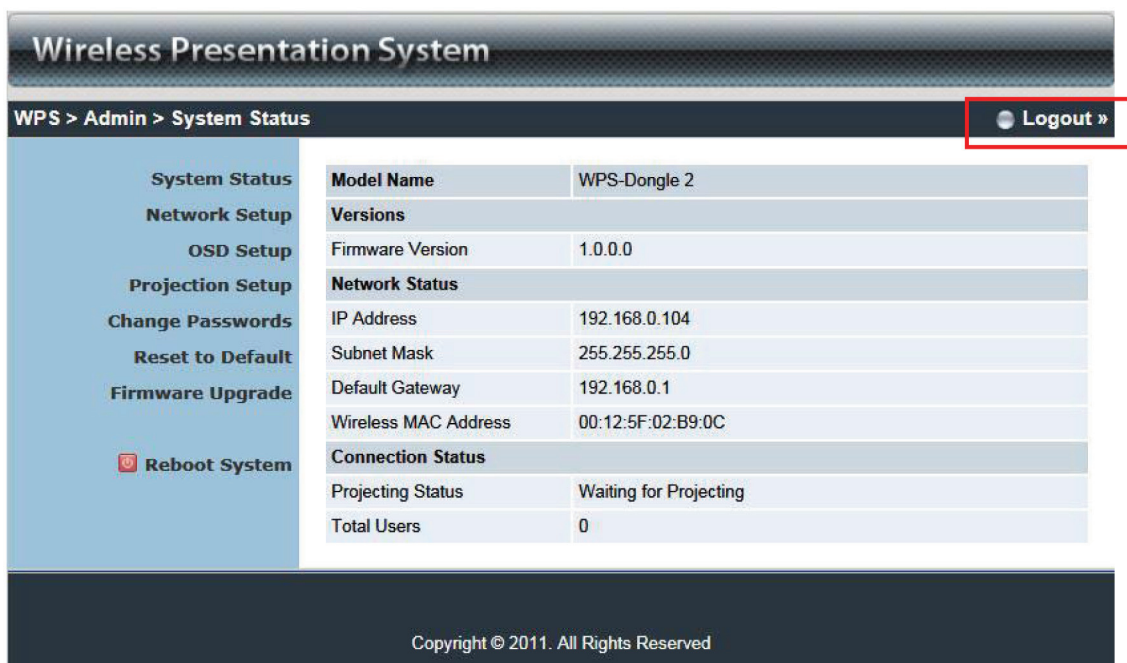 Wireless Presentation System
WPS > Admin > System Status
Logout »
System Status
Network Setup
OSD Setup
Projection Setup
Change Passwords
Reset to Default
Firmware Upgrade
Reboot System
Model Name WPS-Dongle 2
Versions
Firmware Version 1.0.0.0
Network Status
IP Address 192.168.0.104
Subnet Mask 255.255.255.0
Default Gateway 192.168.0.1
Wireless MAC Address 00:12:5F:02:B9:0C
Connection Status
Projecting Status Waiting for Projecting
Total Users 0
Copyright © 2011. All Rights Reserved